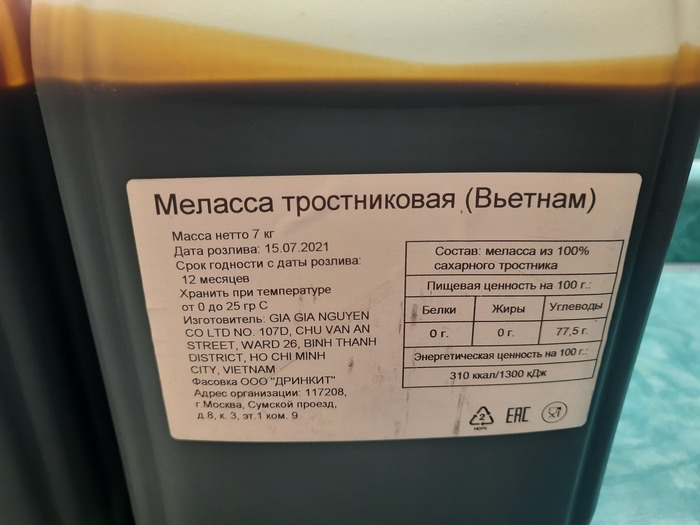 Меласса тростниковая (Вьетнам)
Масса нетто 7 кг
Дата розлива: 15.07.2021
Срок годности с даты розлива:
12 месяцев
Хранить при температуре
от 0 до 25 гр С
Изготовитель: GIA GIA NGUYEN
CO LTD NO. 107D, CHU VAN AN
STREET, WARD 26, BINH THANH
DISTRICT, HO CHI MINH
CITY, VIETNAM
Фасовка ООО "ДРИНКИТ"
Адрес организации: 117208,
г.Москва, Сумской проезд,
д.8, к. 3, эт.1 ком. 9
Состав: меласса из 100%
сахарного тростника
Пищевая ценность на 100 г.:
Белки Жиры Углеводы
0 г. 0 г. 77,5 г.
Энергетическая ценность на 100 г.:
310 ккал/1300 кДж
2 EAC
HDPE